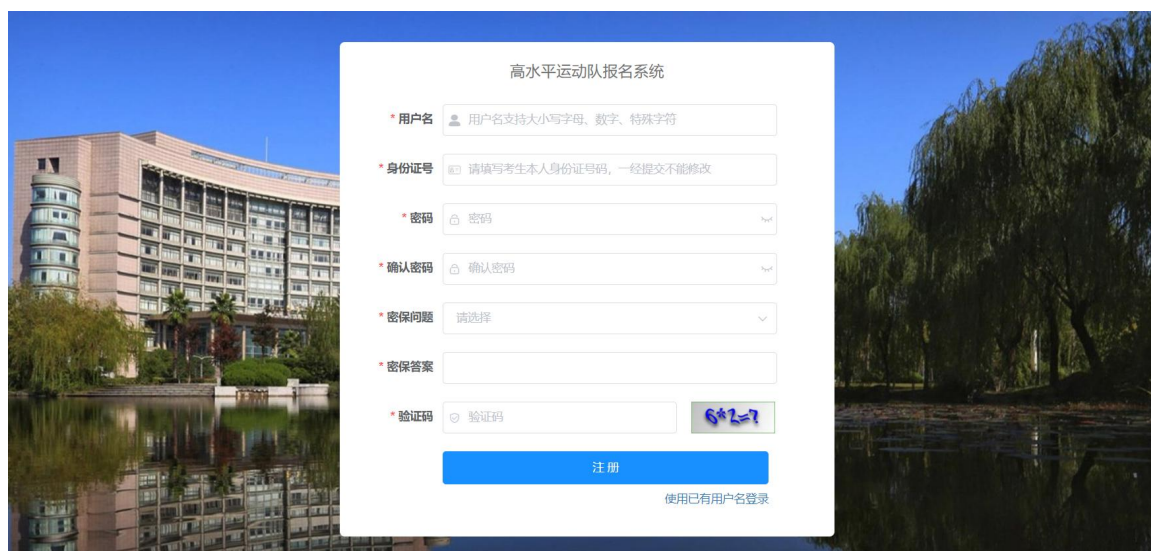 高水平运动队报名系统
* 用户名 用户名支持大小写字母、数字、特殊字符
* 身份证号 请填写考生本人身份证号码，一经提交不能修改
* 密码 密码
* 确认密码 确认密码
* 密保问题 请选择
* 密保答案
* 验证码 验证码 6*2=?
注 册
使用已有用户名登录